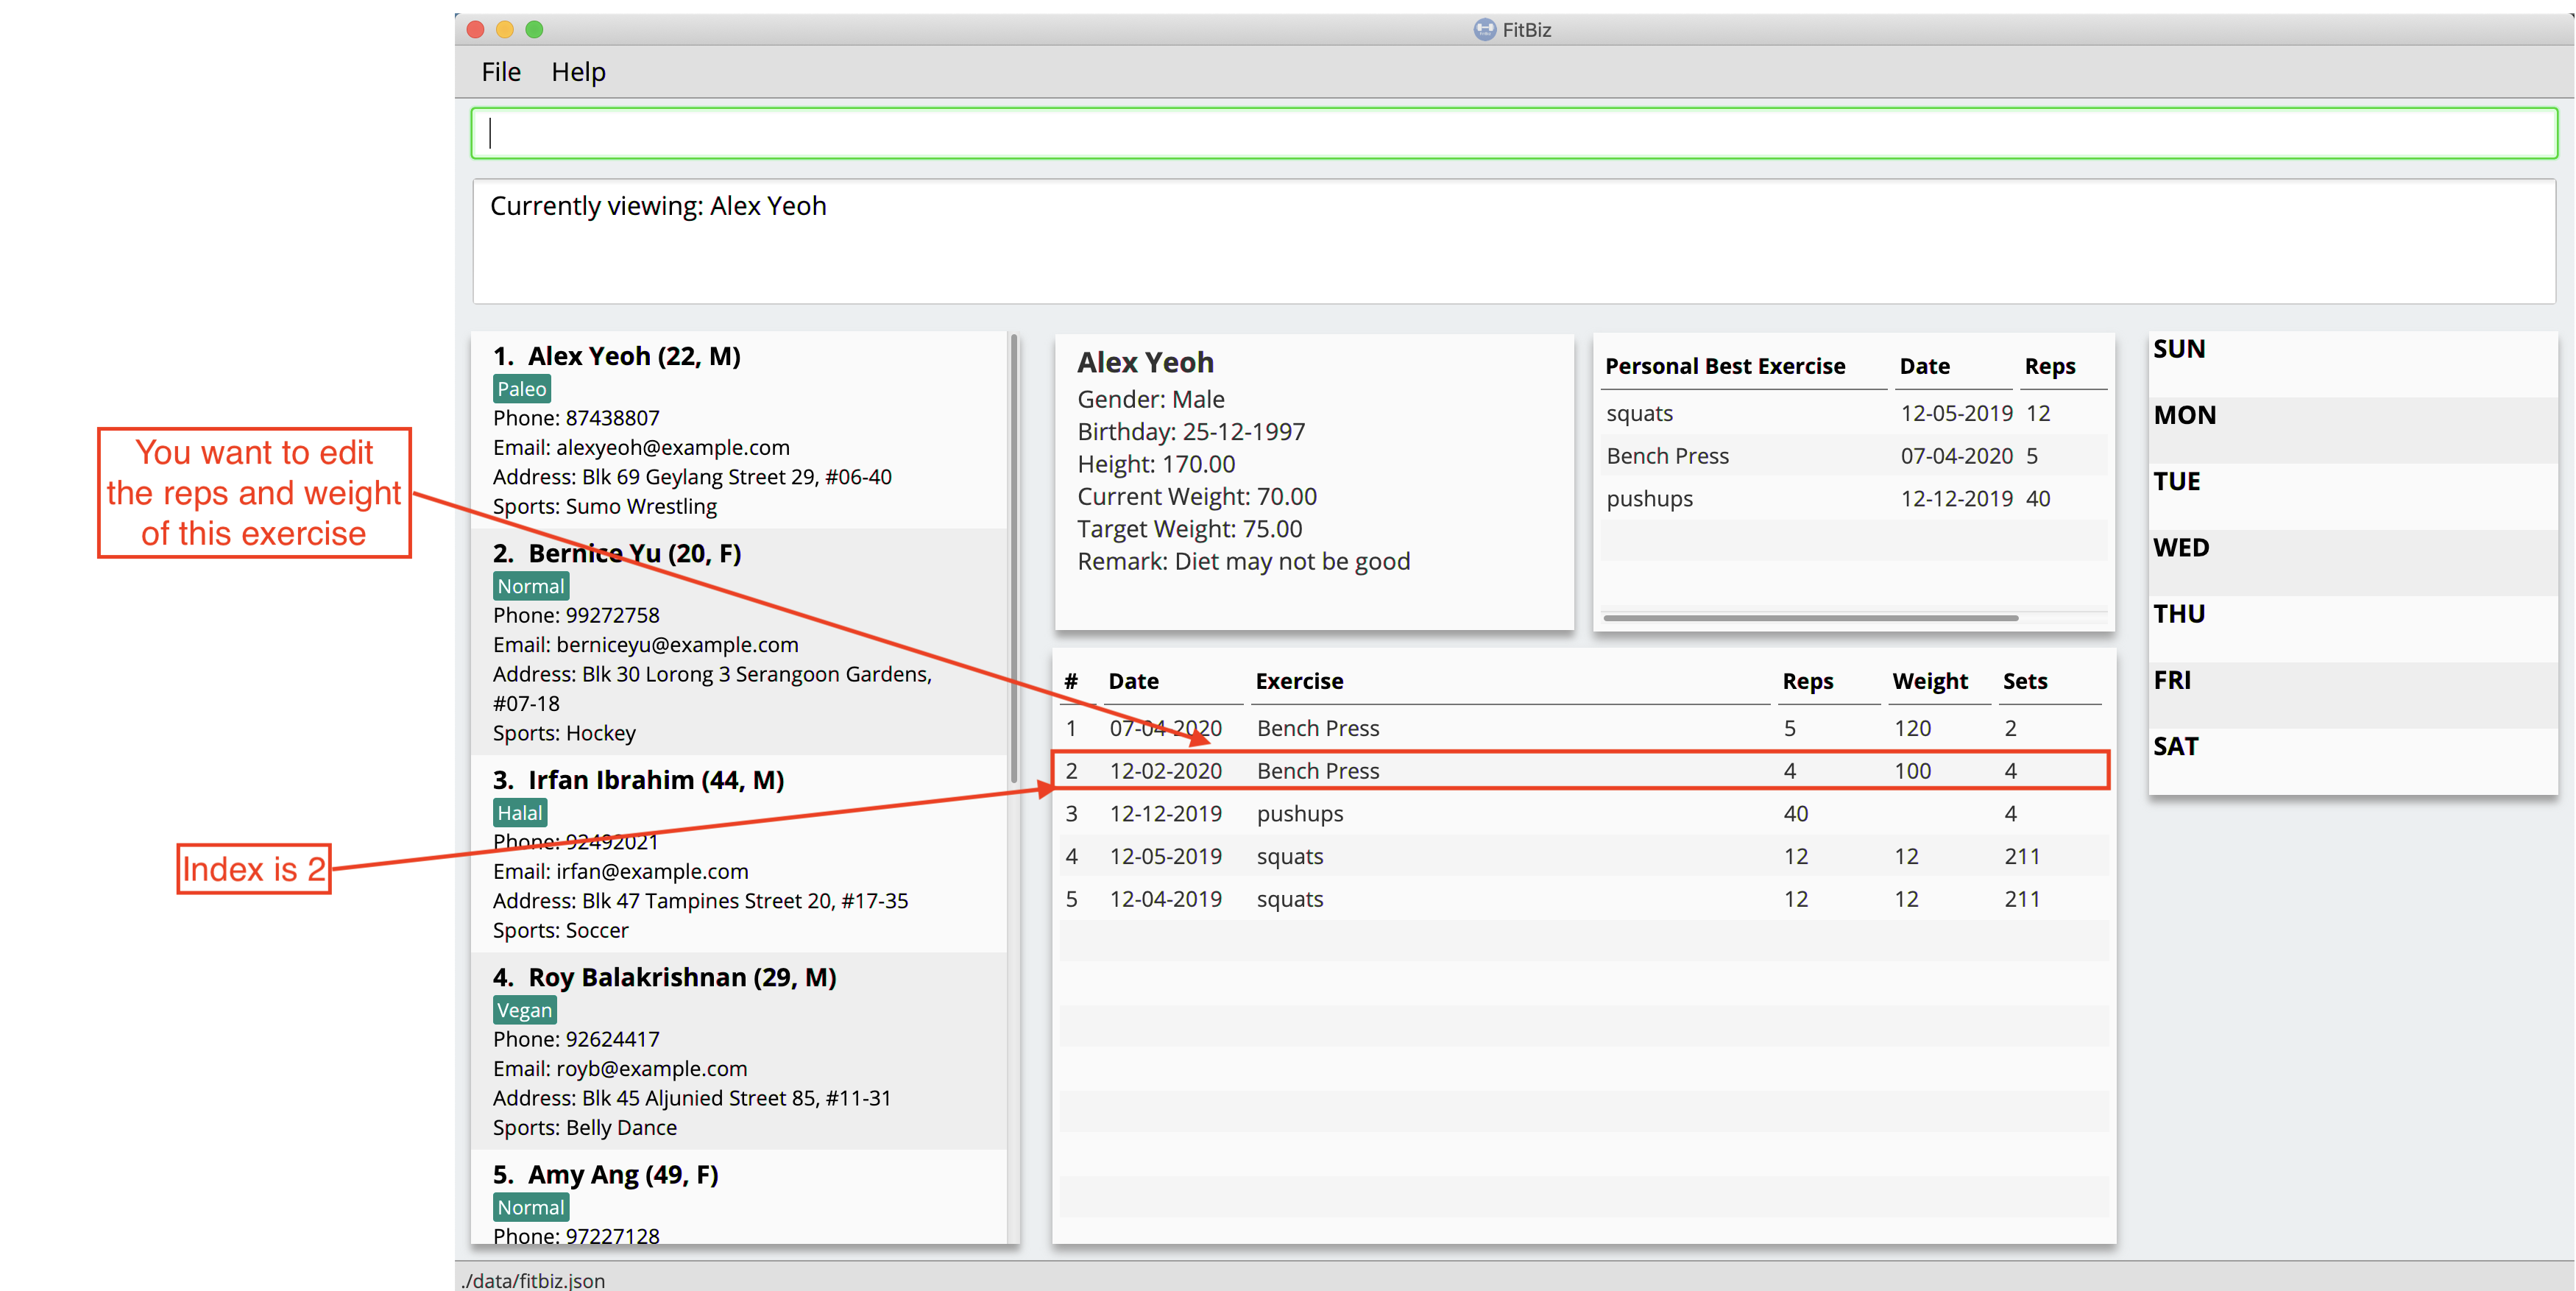 FitBiz
File Help
Currently viewing: Alex Yeoh
You want to edit
the reps and weight
of this exercise
Index is 2
1. Alex Yeoh (22, M)
Paleo
Phone: 87438807
Email: alexyeoh@example.com
Address: Blk 69 Geylang Street 29, #06-40
Sports: Sumo Wrestling
2. Bernice Yu (20, F)
Normal
Phone: 99272758
Email: berniceyu@example.com
Address: Blk 30 Lorong 3 Serangoon Gardens,
#07-18
Sports: Hockey
3. Irfan Ibrahim (44, M)
Halal
Phone: 92492021
Email: irfan@example.com
Address: Blk 47 Tampines Street 20, #17-35
Sports: Soccer
4. Roy Balakrishnan (29, M)
Vegan
Phone: 92624417
Email: royb@example.com
Address: Blk 45 Aljunied Street 85, #11-31
Sports: Belly Dance
5. Amy Ang (49, F)
Normal
Phone: 97227128
Alex Yeoh
Gender: Male
Birthday: 25-12-1997
Height: 170.00
Current Weight: 70.00
Target Weight: 75.00
Remark: Diet may not be good
Personal Best Exercise Date Reps
squats 12-05-2019 12
Bench Press 07-04-2020 5
pushups 12-12-2019 40
# Date Exercise Reps Weight Sets
1 07-04-2020 Bench Press 5 120 2
2 12-02-2020 Bench Press 4 100 4
3 12-12-2019 pushups 40 4
4 12-05-2019 squats 12 12 211
5 12-04-2019 squats 12 12 211
SUN
MON
TUE
WED
THU
FRI
SAT
./data/fitbiz.json